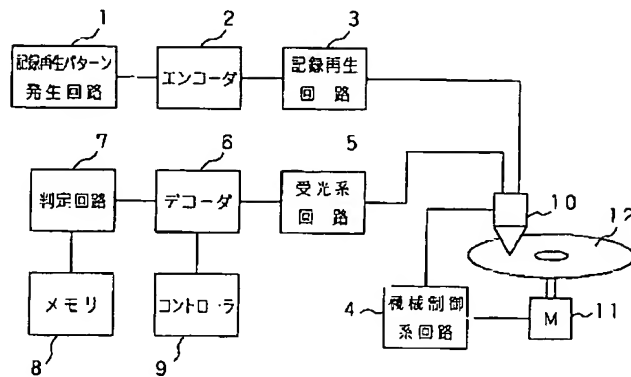 1
2
3
記録再生パターン
発生回路
エンコーダ
記録再生
回路
7
6
5
判定回路
デコーダ
受光系
回路
10
12
メモリ
コントローラ
4
機械制御
系回路
M
11
8
9